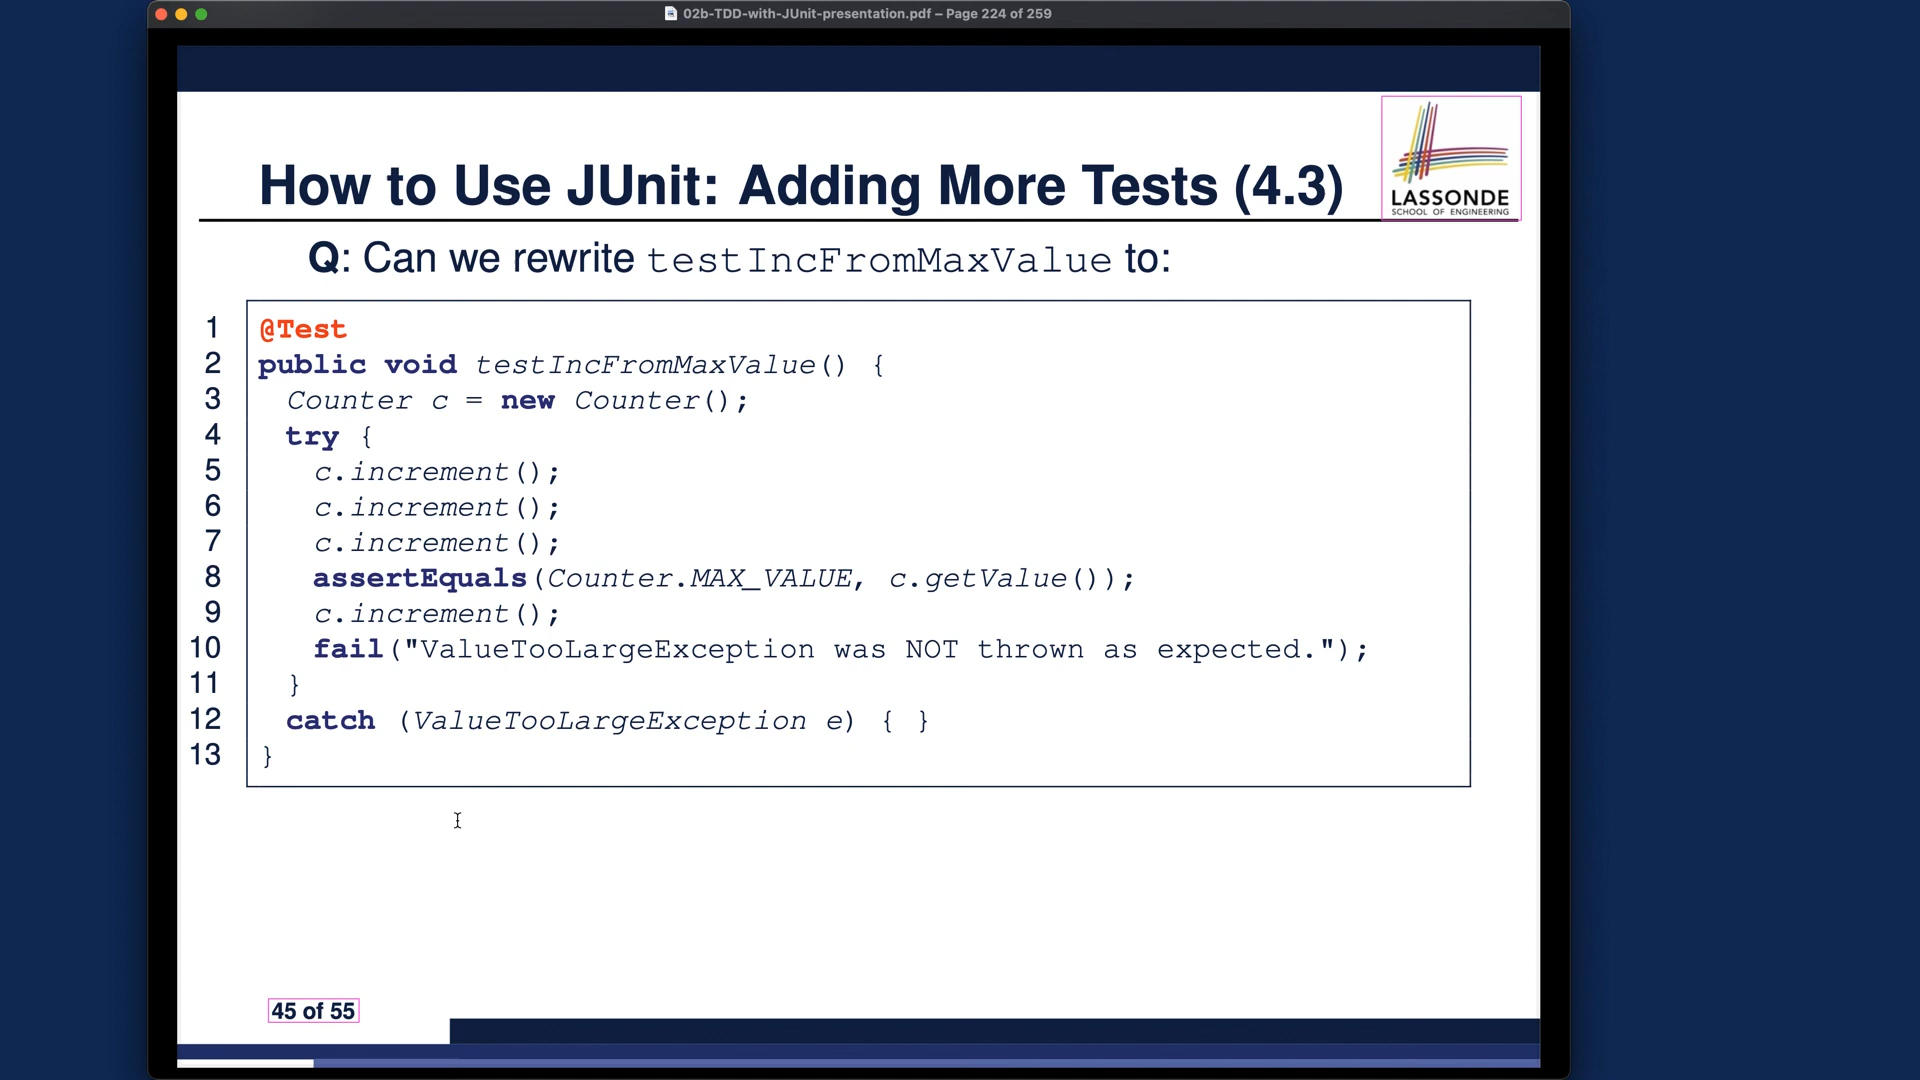 02b-TDD-with-JUnit-presentation.pdf – Page 224 of 259
LASSONDE
SCHOOL OF ENGINEERING
How to Use JUnit: Adding More Tests (4.3)
Q: Can we rewrite testIncFromMaxValue to:
1 @Test
2 public void testIncFromMaxValue() {
3 Counter c = new Counter();
4 try {
5 c.increment();
6 c.increment();
7 c.increment();
8 assertEquals(Counter.MAX_VALUE, c.getValue());
9 c.increment();
10 fail("ValueTooLargeException was NOT thrown as expected.");
11 }
12 catch (ValueTooLargeException e) { }
13 }
45 of 55